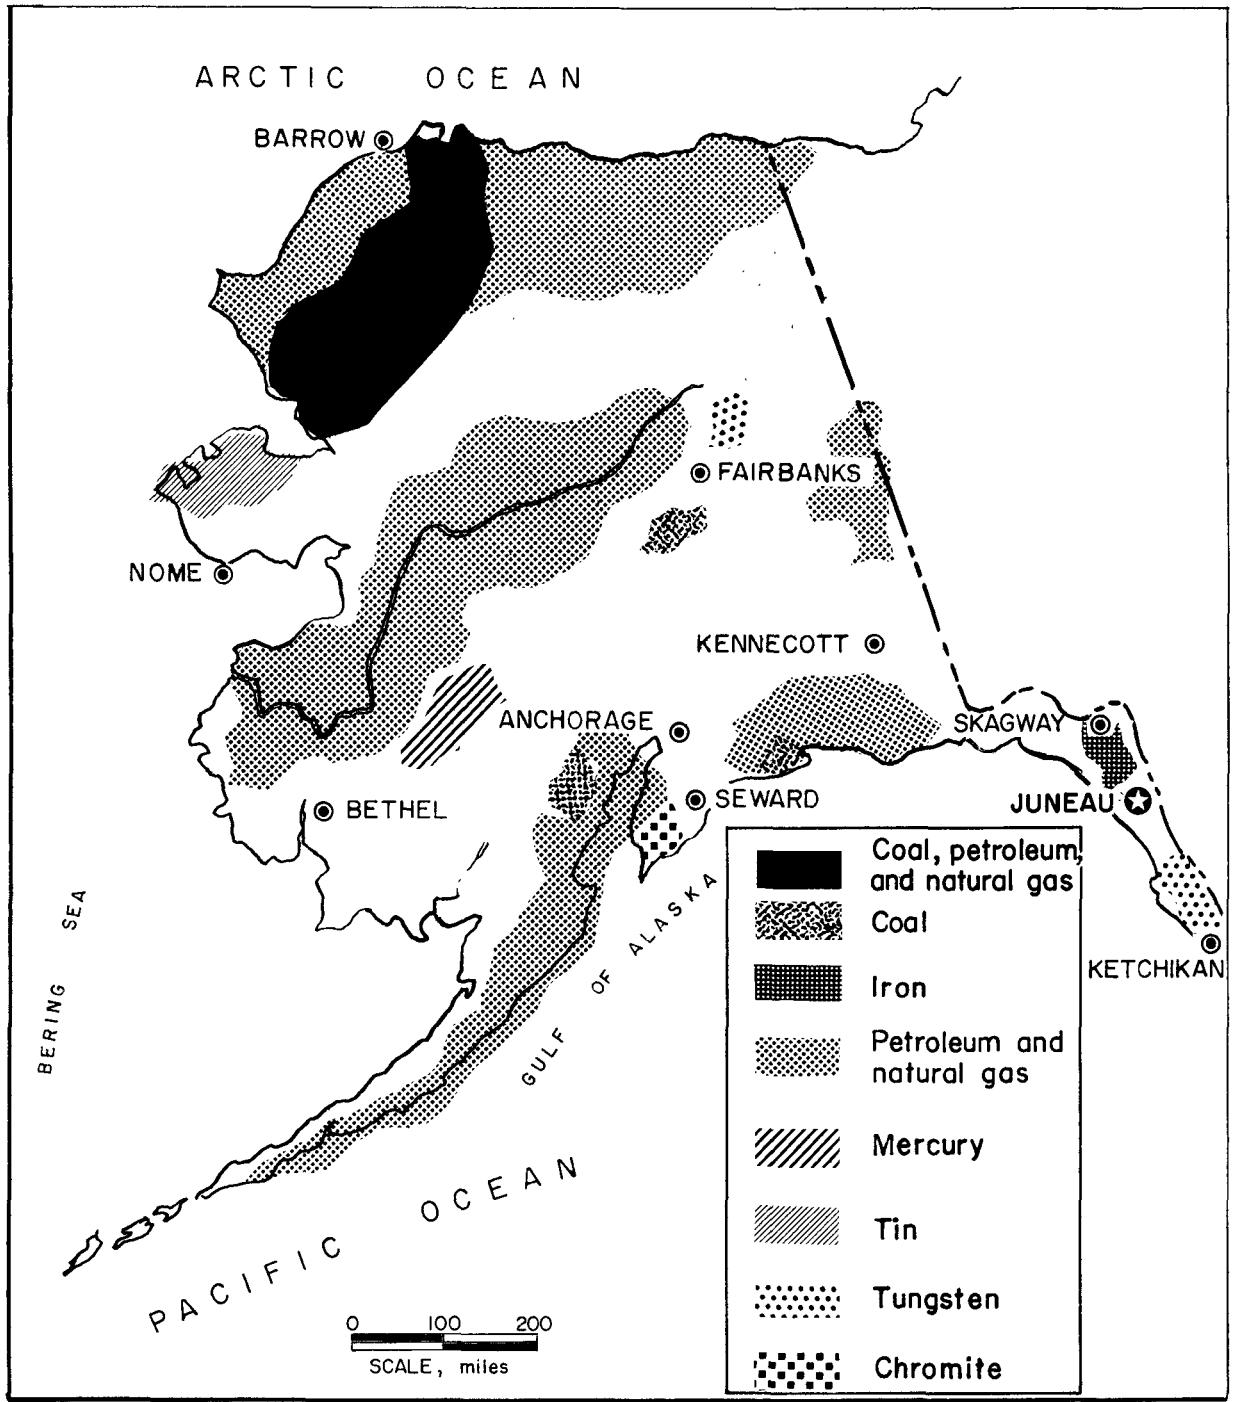 ARCTIC OCEAN
BARROW
FAIRBANKS
NOME
KENNECOTT
ANCHORAGE
SKAGWAY
SEWARD
JUNEAU
BETHEL
BERING SEA
GULF OF ALASKA
KETCHIKAN
PACIFIC OCEAN
0 100 200
SCALE, miles
Coal, petroleum,
and natural gas
Coal
Iron
Petroleum and
natural gas
Mercury
Tin
Tungsten
Chromite